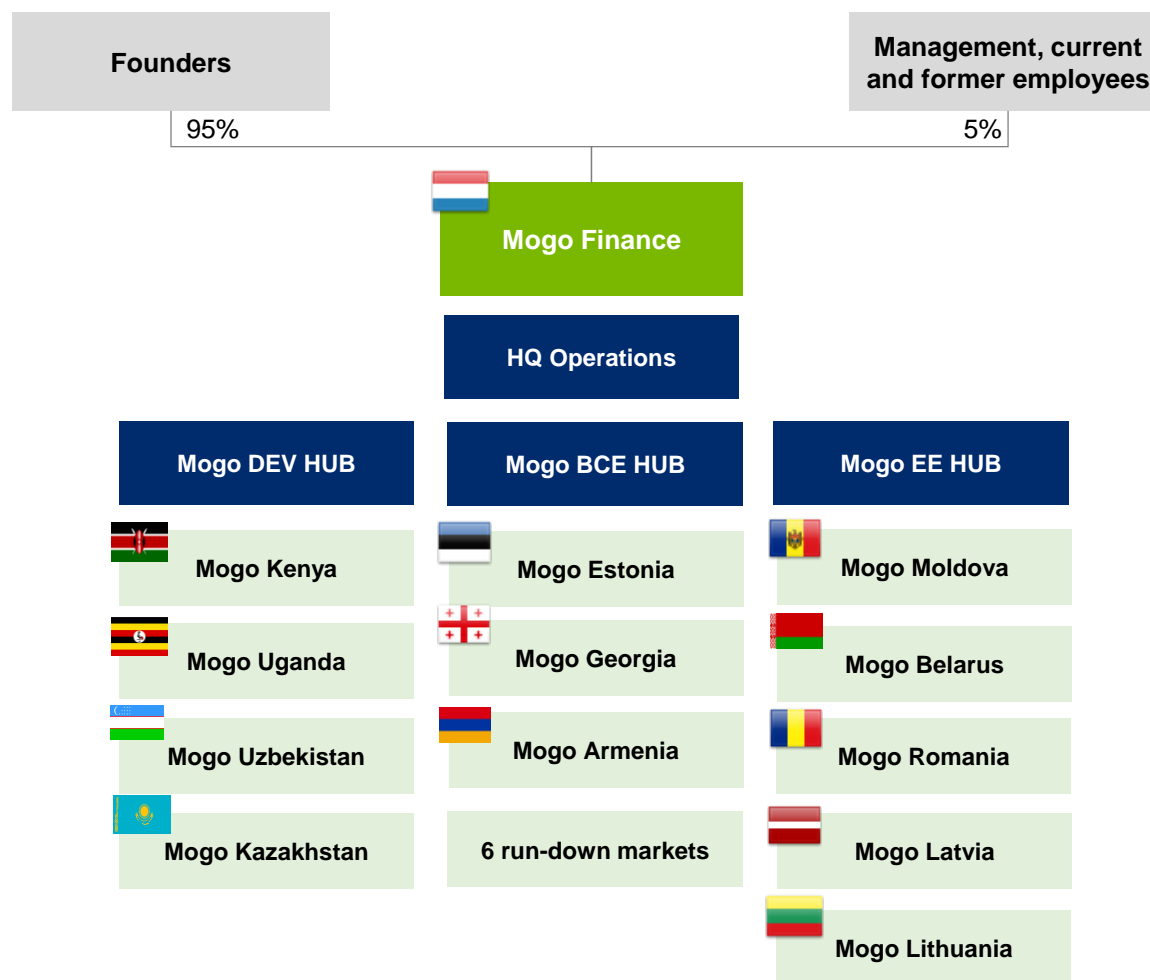 Founders
Management, current
and former employees
95%
5%
Mogo Finance
HQ Operations
Mogo DEV HUB
Mogo BCE HUB
Mogo EE HUB
Mogo Kenya
Mogo Estonia
Mogo Moldova
Mogo Uganda
Mogo Georgia
Mogo Belarus
Mogo Uzbekistan
Mogo Armenia
Mogo Romania
Mogo Kazakhstan
6 run-down markets
Mogo Latvia
Mogo Lithuania